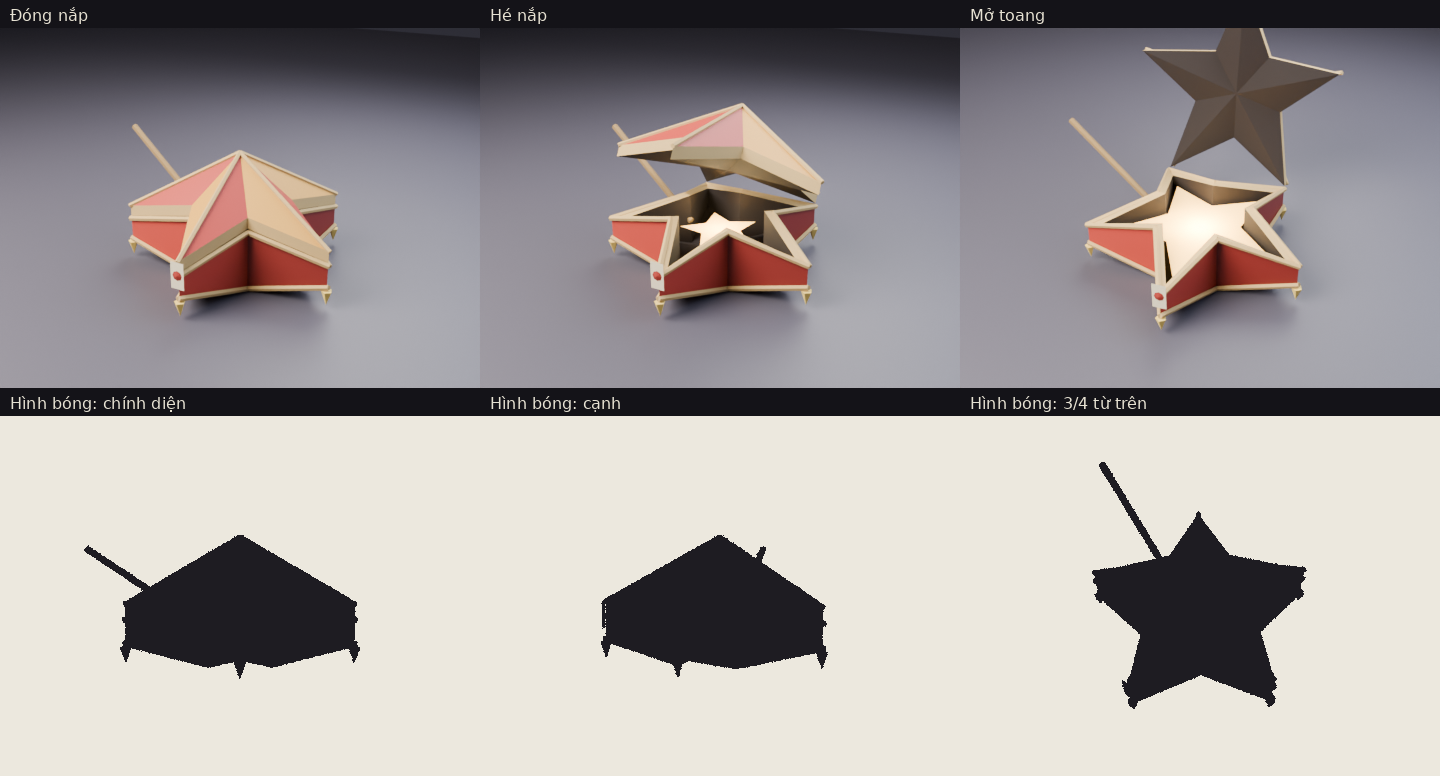 Đóng nắp
Hé nắp
Mở toang
Hình bóng: chính diện
Hình bóng: cạnh
Hình bóng: 3/4 từ trên